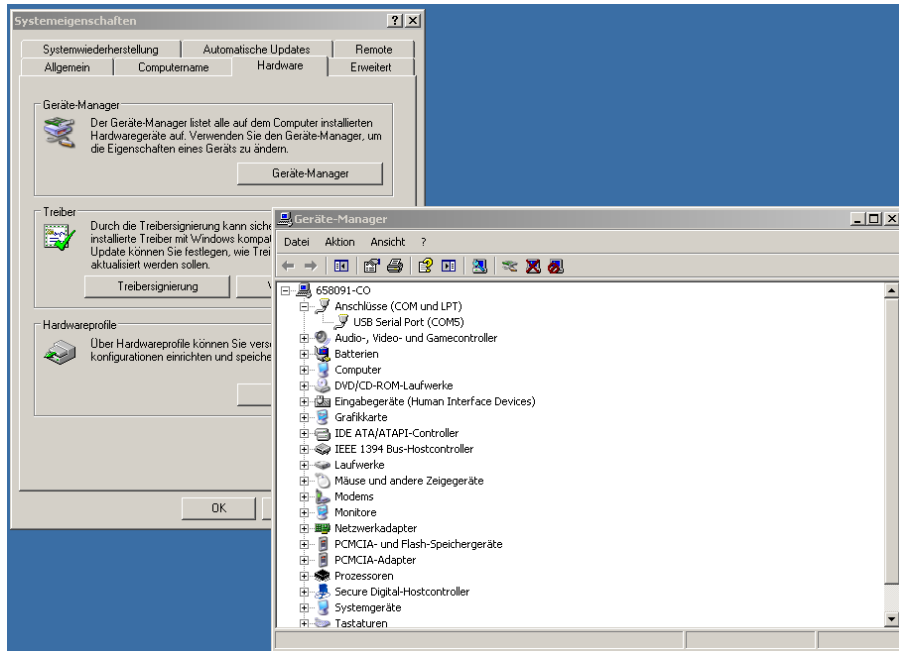 Systemeigenschaften
Systemwiederherstellung Automatische Updates Remote
Allgemein Computername Hardware Erweitert
Geräte-Manager
Der Geräte-Manager listet alle auf dem Computer installierten
Hardwaregeräte auf. Verwenden Sie den Geräte-Manager, um
die Eigenschaften eines Geräts zu ändern.
Geräte-Manager
Treiber
Durch die Treibersignierung kann
installierte Treiber mit Windows
Update können Sie festlegen, wie
aktualisiert werden sollen.
Treibersignierung
Hardwareprofile
Über Hardwareprofile können Sie
konfigurationen einrichten und
OK
Geräte-Manager
Datei Aktion Ansicht ?
658091-CO
Anschlüsse (COM und LPT)
USB Serial Port (COM5)
Audio-, Video- und Gamecontroller
Batterien
Computer
DVD/CD-ROM-Laufwerke
Eingabegeräte (Human Interface Devices)
Grafikkarte
IDE ATA/ATAPI-Controller
IEEE 1394 Bus-Hostcontroller
Laufwerke
Mäuse und andere Zeigegeräte
Modems
Monitore
Netzwerkadapter
PCMCIA- und Flash-Speichergeräte
PCMCIA-Adapter
Prozessoren
Secure Digital-Hostcontroller
Systemgeräte
Tastaturen